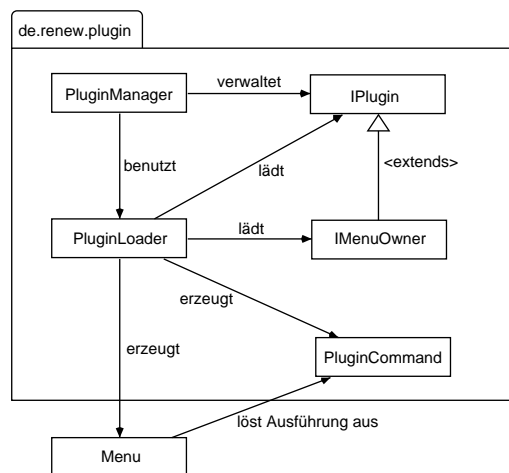 de.renew.plugin
PluginManager
verwaltet
IPlugin
benutzt
lädt
<extends>
PluginLoader
lädt
IMenuOwner
erzeugt
erzeugt
PluginCommand
löst Ausführung aus
Menu